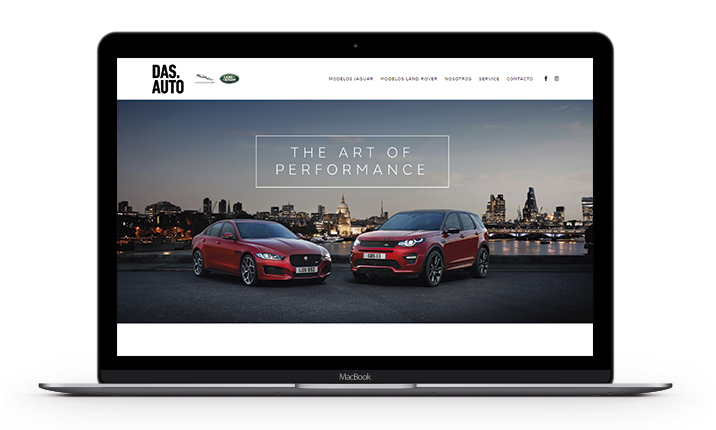 DAS.
AUTO
LAND ROVER
MODELOS JAGUAR MODELOS LAND ROVER NOSOTROS SERVICE CONTACTO
THE ART OF
PERFORMANCE
MacBook